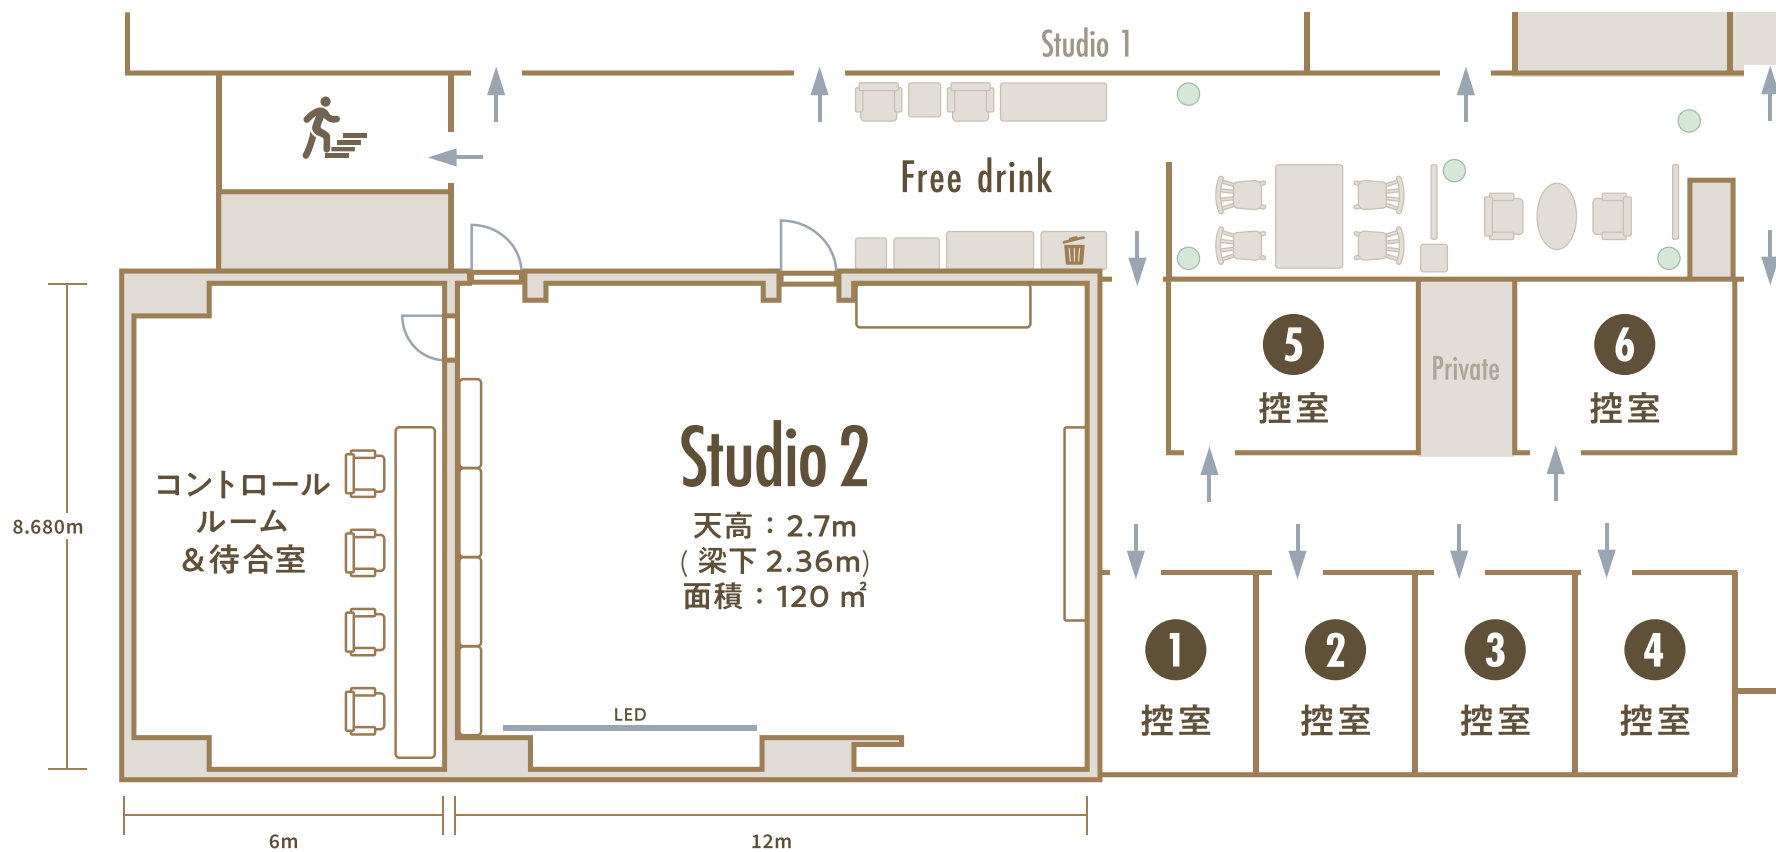 Studio 1
Free drink
5
控室
Private
6
控室
コントロール
ルーム
&待合室
8.680m
Studio 2
天高：2.7m
( 梁下 2.36m)
面積：120 ㎡
LED
1
控室
2
控室
3
控室
4
控室
6m
12m